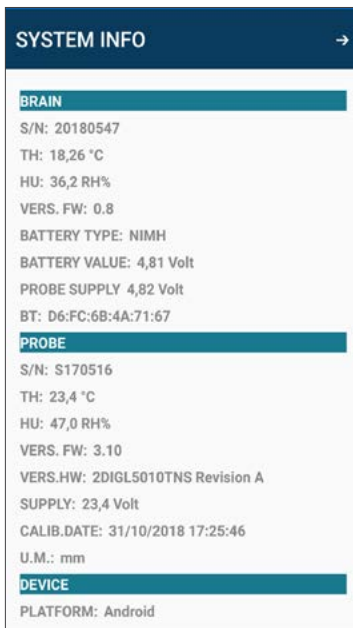 SYSTEM INFO →
BRAIN
S/N: 20180547
TH: 18,26 °C
HU: 36,2 RH%
VERS. FW: 0.8
BATTERY TYPE: NIMH
BATTERY VALUE: 4,81 Volt
PROBE SUPPLY 4,82 Volt
BT: D6:FC:6B:4A:71:67
PROBE
S/N: S170516
TH: 23,4 °C
HU: 47,0 RH%
VERS. FW: 3.10
VERS.HW: 2DIGL5010TNS Revision A
SUPPLY: 23,4 Volt
CALIB.DATE: 31/10/2018 17:25:46
U.M.: mm
DEVICE
PLATFORM: Android